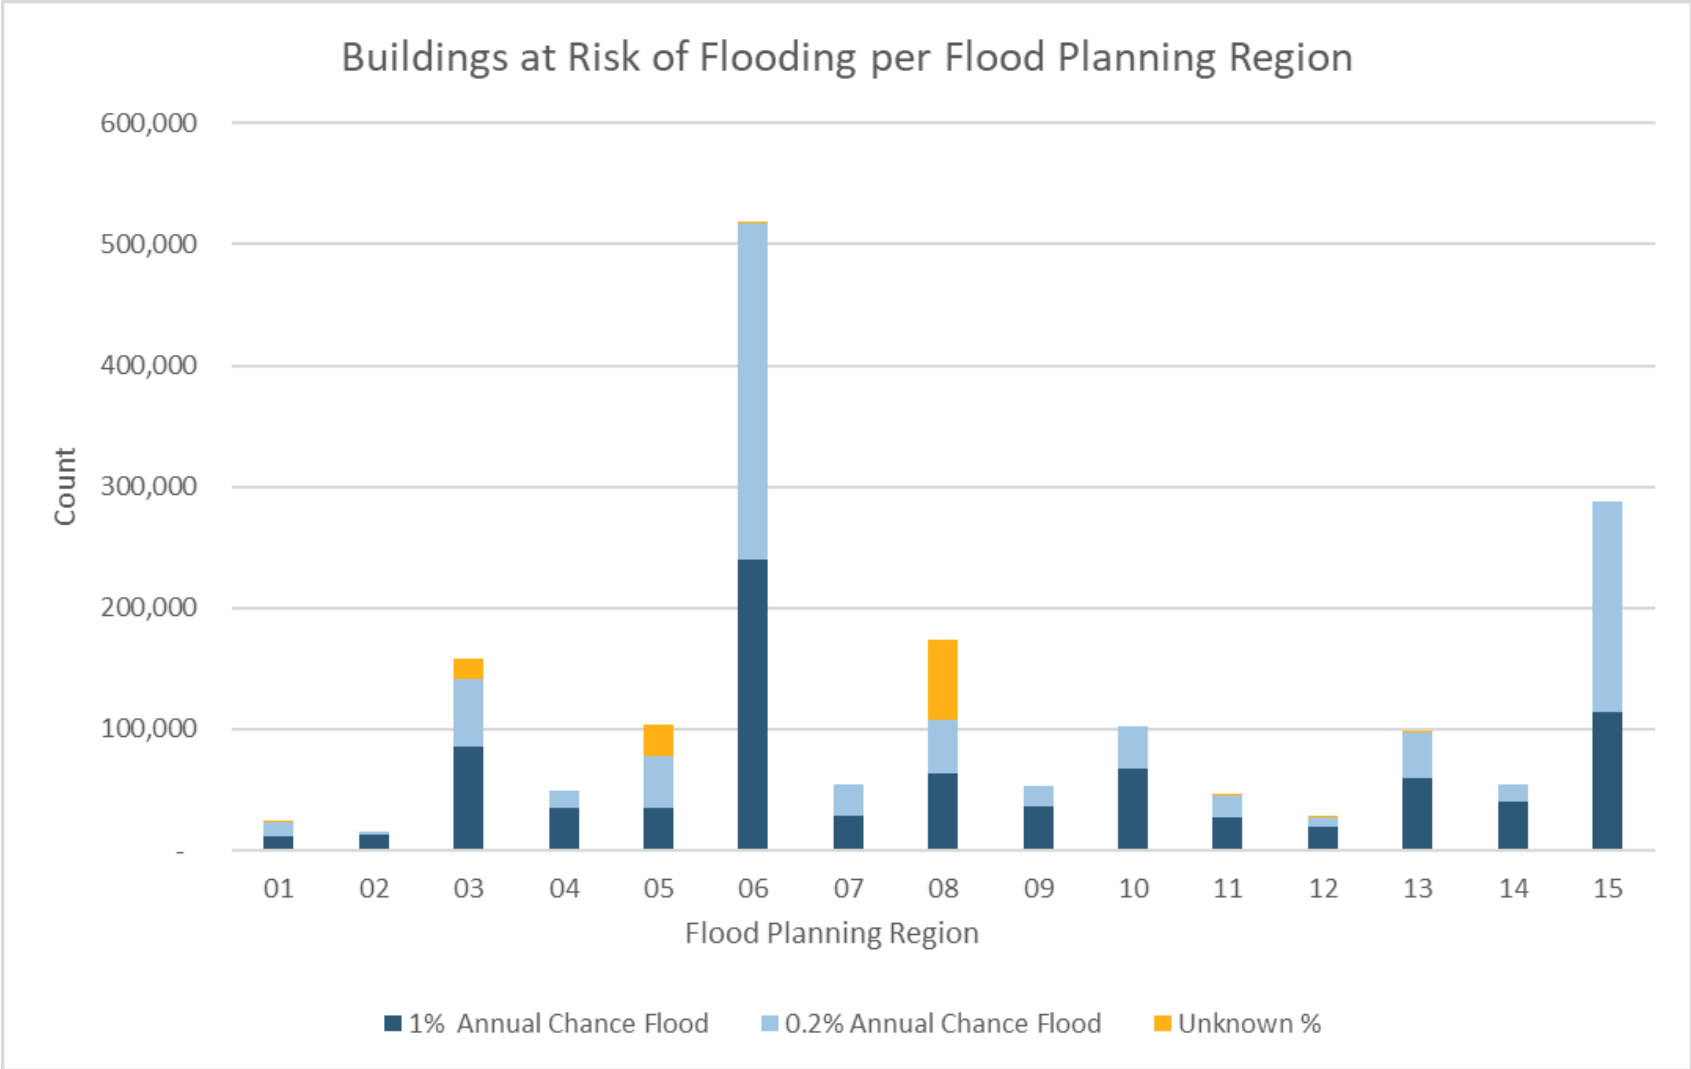 Buildings at Risk of Flooding per Flood Planning Region
600,000
500,000
400,000
300,000
200,000
100,000
-
Count
01 02 03 04 05 06 07 08 09 10 11 12 13 14 15
Flood Planning Region
1% Annual Chance Flood 0.2% Annual Chance Flood Unknown %